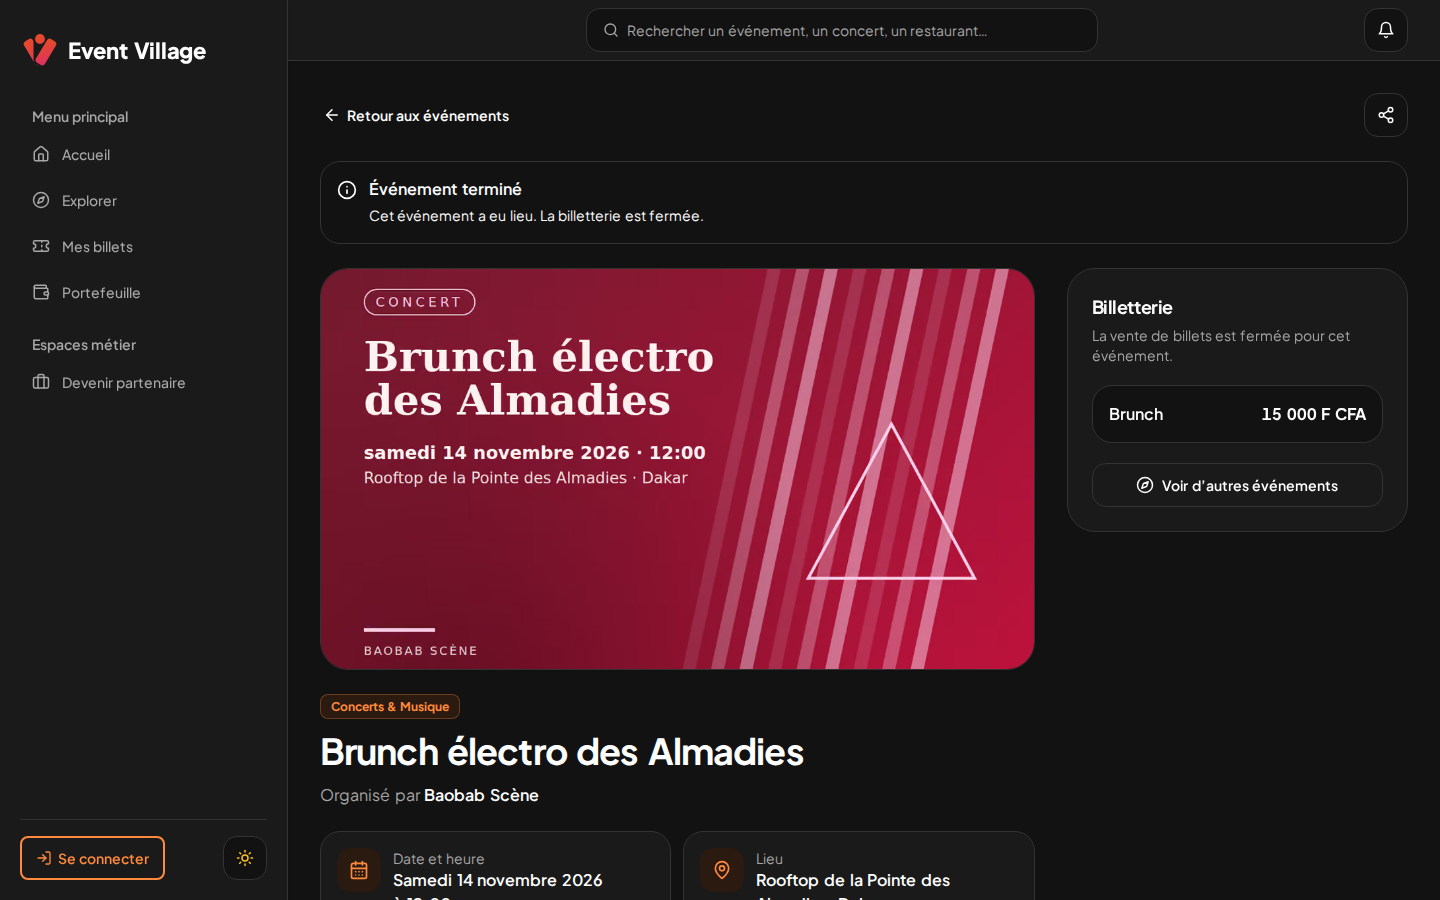 Event Village
Rechercher un événement, un concert, un restaurant...
Menu principal
Accueil
Explorer
Mes billets
Portefeuille
Espaces métier
Devenir partenaire
Se connecter
Retour aux événements
Événement terminé
Cet événement a eu lieu. La billetterie est fermée.
CONCERT
Brunch électro
des Almadies
samedi 14 novembre 2026 · 12:00
Rooftop de la Pointe des Almadies · Dakar
BAOBAB SCÈNE
Billetterie
La vente de billets est fermée pour cet
événement.
Brunch 15 000 F CFA
Voir d’autres événements
Concerts & Musique
Brunch électro des Almadies
Organisé par Baobab Scène
Date et heure
Samedi 14 novembre 2026
Lieu
Rooftop de la Pointe des